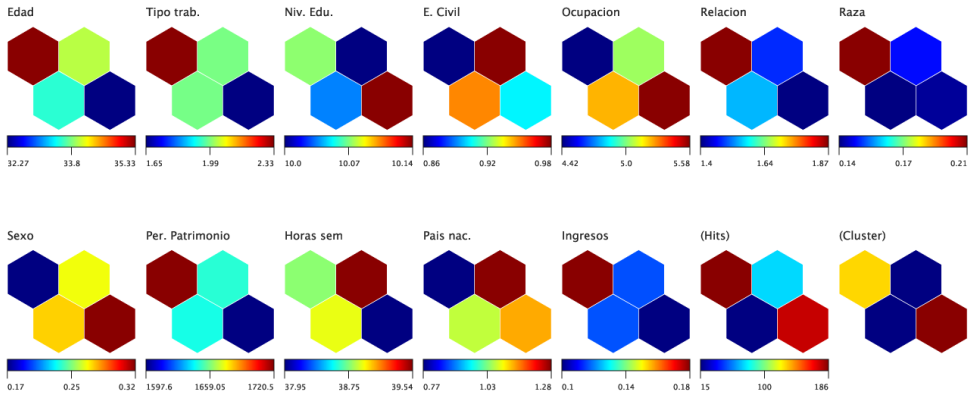 Edad Tipo trab. Niv. Edu. E. Civil Ocupacion Relacion Raza
32.27 33.8 35.33 1.65 1.99 2.33 10.0 10.07 10.14 0.86 0.92 0.98 4.42 5.0 5.58 1.4 1.64 1.87 0.14 0.17 0.21
Sexo Per. Patrimonio Horas sem Pais nac. Ingresos (Hits) (Cluster)
0.17 0.25 0.32 1597.6 1659.05 1720.5 37.95 38.75 39.54 0.77 1.03 1.28 0.1 0.14 0.18 15 100 186